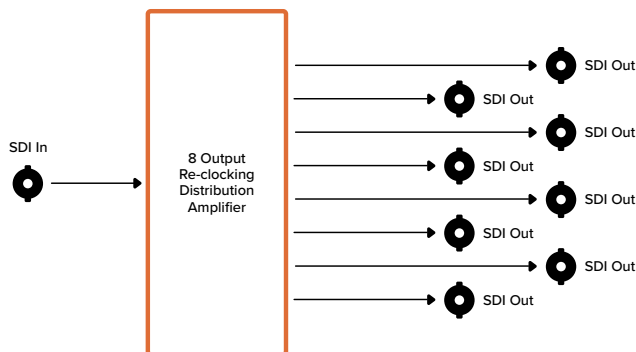 SDI In
8 Output
Re-clocking
Distribution
Amplifier
SDI Out
SDI Out
SDI Out
SDI Out
SDI Out
SDI Out
SDI Out
SDI Out